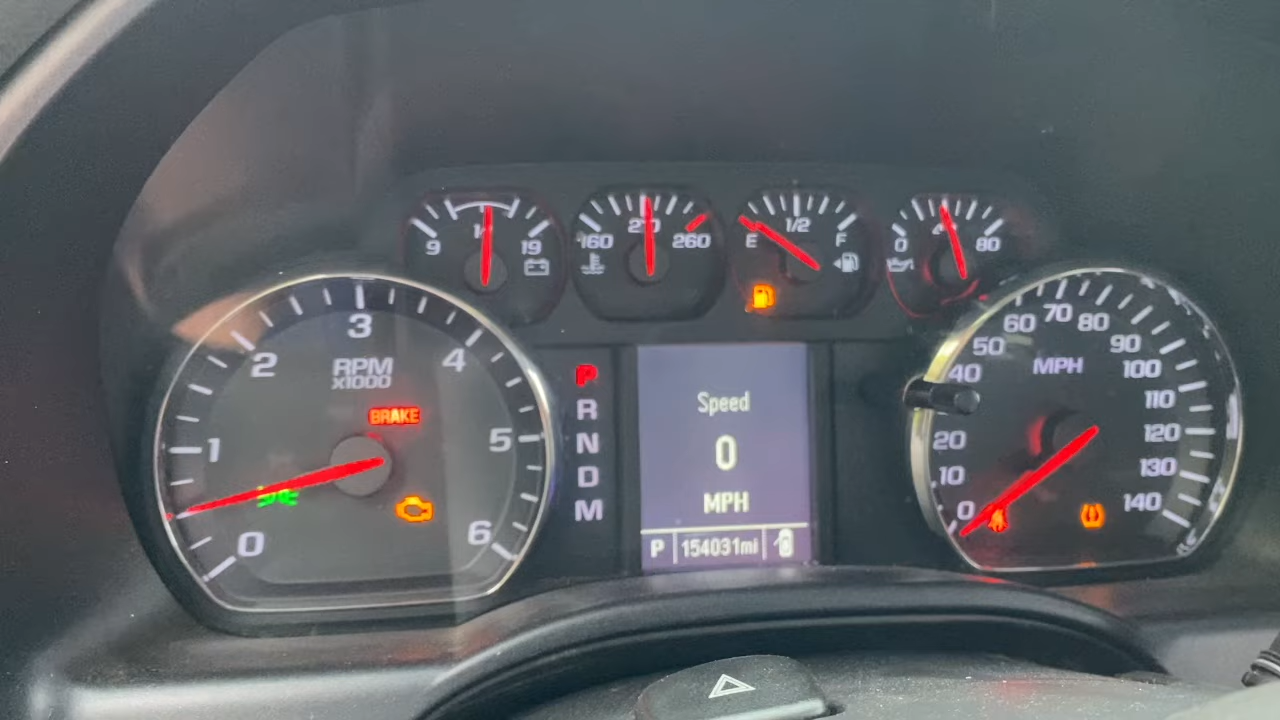 9 19
160 260
E 1/2 F
0 80
0 1 2 3 4 5 6
RPM
x1000
BRAKE
P
R
N
D
M
Speed
0
MPH
P 154031mi
0 10 20 40 50 60 70 80 90 100 110 120 130 140
MPH